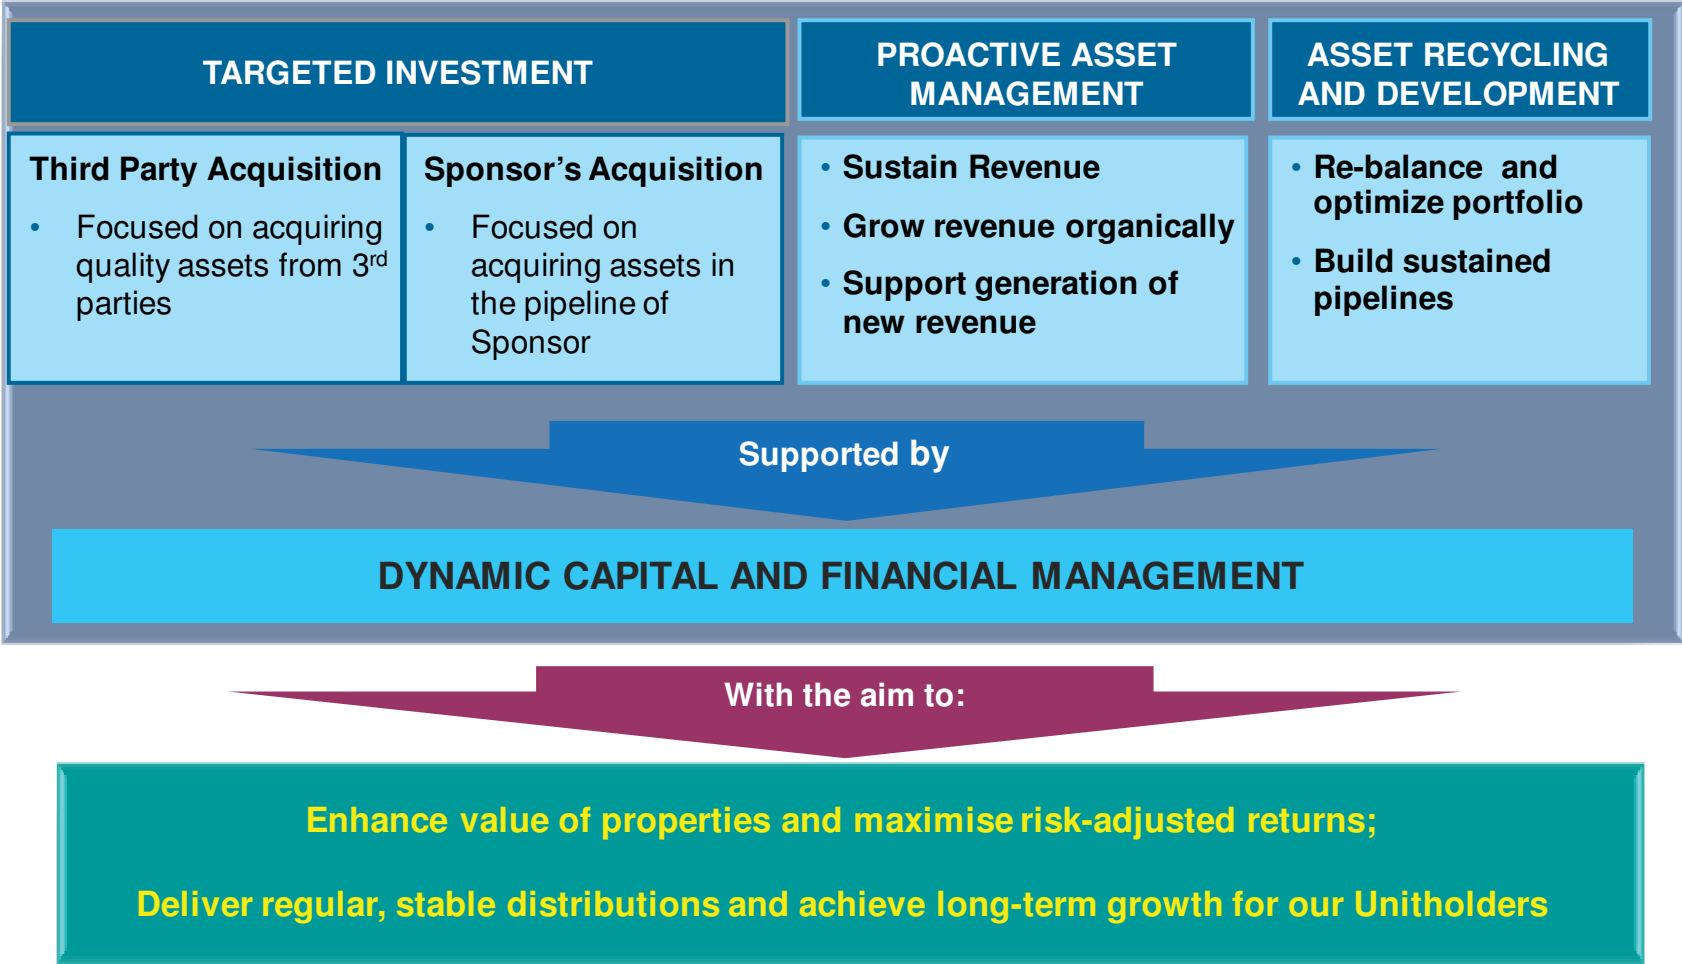 TARGETED INVESTMENT
PROACTIVE ASSET
MANAGEMENT
ASSET RECYCLING
AND DEVELOPMENT
Third Party Acquisition
• Focused on acquiring
quality assets from 3rd
parties
Sponsor's Acquisition
• Focused on
acquiring assets in
the pipeline of
Sponsor
• Sustain Revenue
• Grow revenue organically
• Support generation of
new revenue
• Re-balance and
optimize portfolio
• Build sustained
pipelines
Supported by
DYNAMIC CAPITAL AND FINANCIAL MANAGEMENT
With the aim to:
Enhance value of properties and maximise risk-adjusted returns;
Deliver regular, stable distributions and achieve long-term growth for our Unitholders